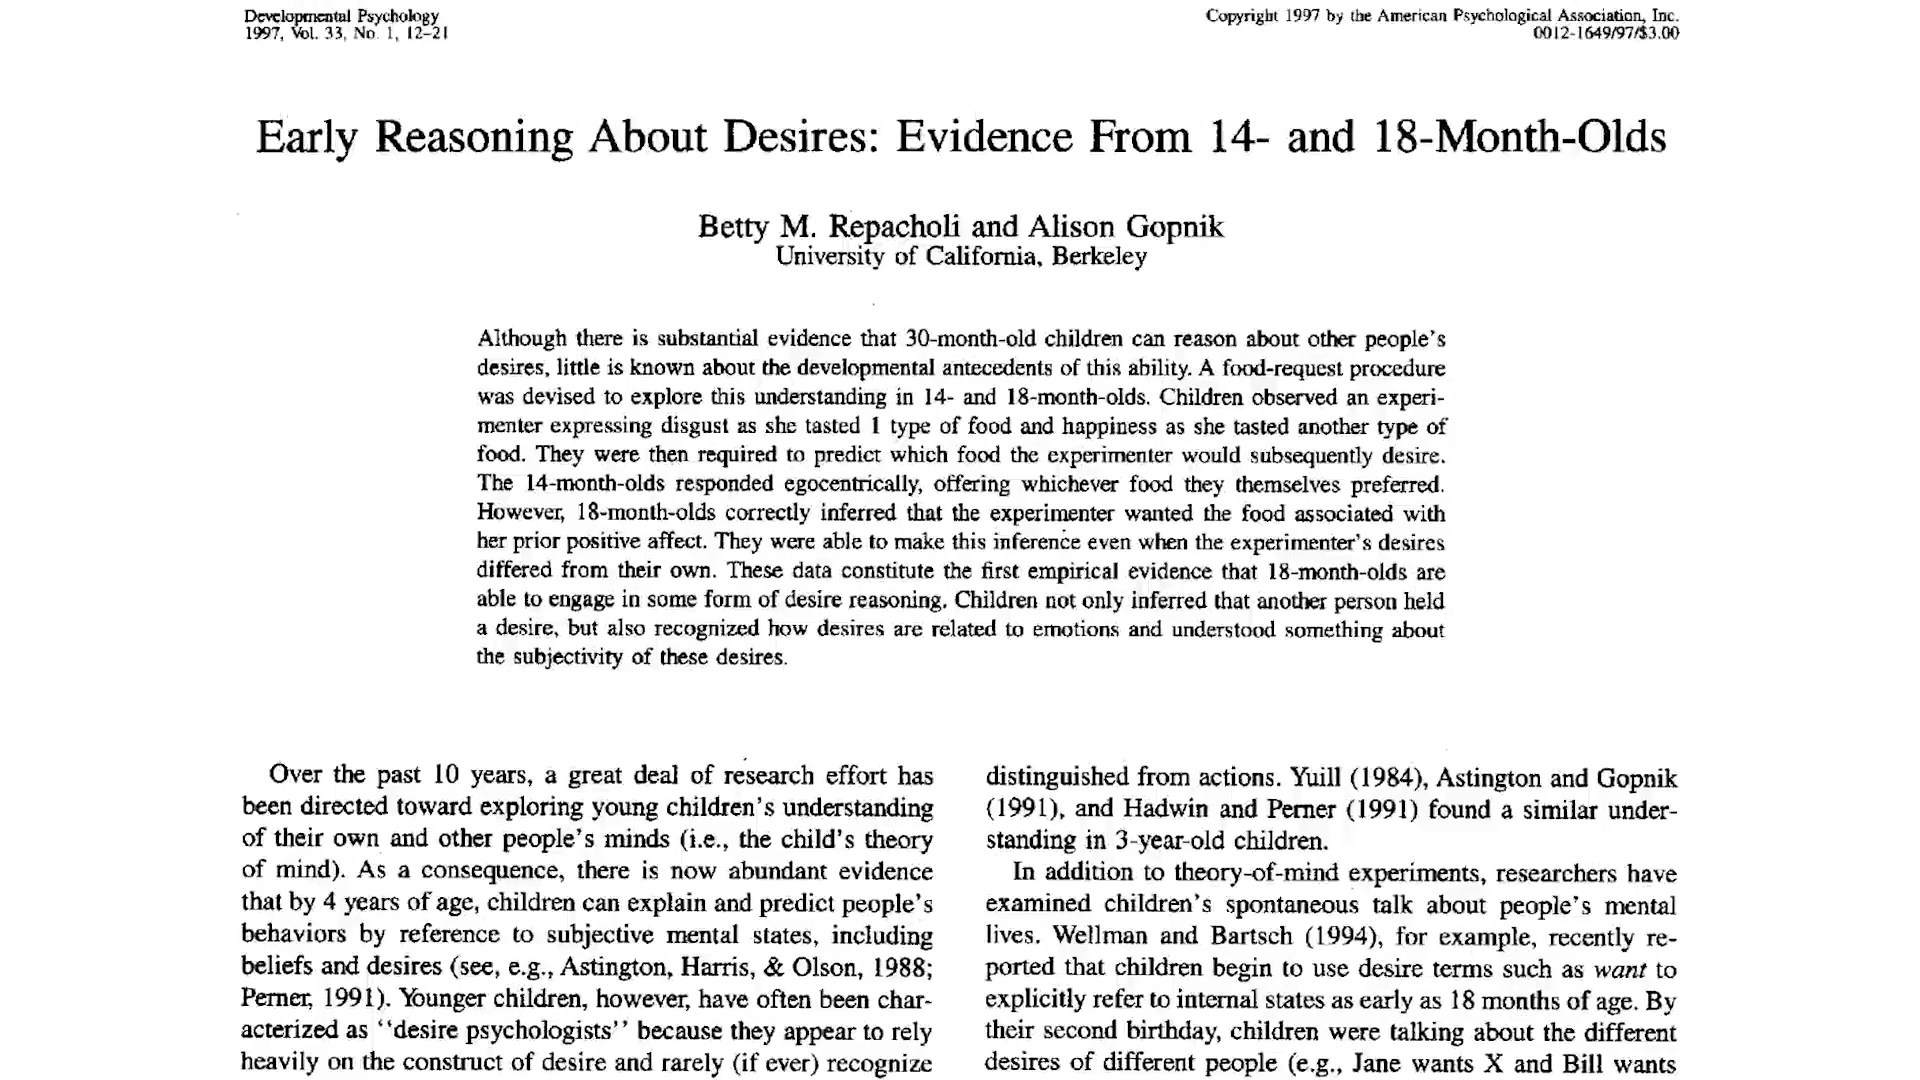 Developmental Psychology
1997, Vol. 33, No. 1, 12–21
Copyright 1997 by the American Psychological Association, Inc.
0012-1649/97/$3.00
Early Reasoning About Desires: Evidence From 14- and 18-Month-Olds
Betty M. Repacholi and Alison Gopnik
University of California, Berkeley
Although there is substantial evidence that 30-month-old children can reason about other people's
desires, little is known about the developmental antecedents of this ability. A food-request procedure
was devised to explore this understanding in 14- and 18-month-olds. Children observed an experi-
menter expressing disgust as she tasted 1 type of food and happiness as she tasted another type of
food. They were then required to predict which food the experimenter would subsequently desire.
The 14-month-olds responded egocentrically, offering whichever food they themselves preferred.
However, 18-month-olds correctly inferred that the experimenter wanted the food associated with
her prior positive affect. They were able to make this inference even when the experimenter's desires
differed from their own. These data constitute the first empirical evidence that 18-month-olds are
able to engage in some form of desire reasoning. Children not only inferred that another person held
a desire, but also recognized how desires are related to emotions and understood something about
the subjectivity of these desires.
Over the past 10 years, a great deal of research effort has
been directed toward exploring young children's understanding
of their own and other people's minds (i.e., the child's theory
of mind). As a consequence, there is now abundant evidence
that by 4 years of age, children can explain and predict people's
behaviors by reference to subjective mental states, including
beliefs and desires (see, e.g., Astington, Harris, & Olson, 1988;
Perner, 1991). Younger children, however, have often been char-
acterized as ''desire psychologists'' because they appear to rely
heavily on the construct of desire and rarely (if ever) recognize
distinguished from actions. Yuill (1984), Astington and Gopnik
(1991), and Hadwin and Perner (1991) found a similar under-
standing in 3-year-old children.
In addition to theory-of-mind experiments, researchers have
examined children's spontaneous talk about people's mental
lives. Wellman and Bartsch (1994), for example, recently re-
ported that children begin to use desire terms such as want to
explicitly refer to internal states as early as 18 months of age. By
their second birthday, children were talking about the different
desires of different people (e.g., Jane wants X and Bill wants